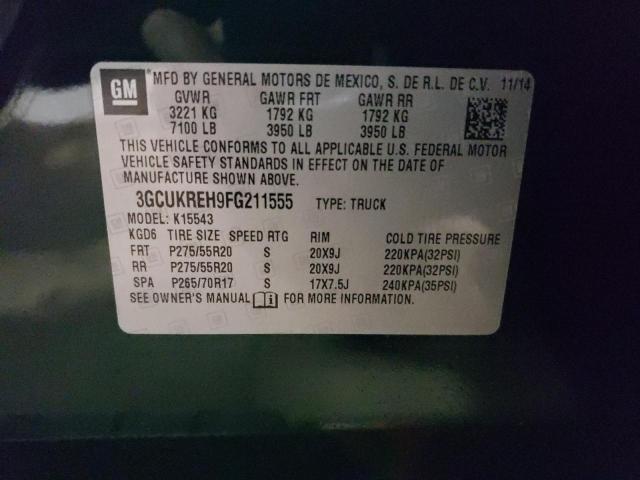 GM
MFD BY GENERAL MOTORS DE MEXICO, S. DE R.L. DE C.V. 11/14
GVWR GAWR FRT GAWR RR
3221 KG 1792 KG 1792 KG
7100 LB 3950 LB 3950 LB
THIS VEHICLE CONFORMS TO ALL APPLICABLE U.S. FEDERAL MOTOR
VEHICLE SAFETY STANDARDS IN EFFECT ON THE DATE OF
MANUFACTURE SHOWN ABOVE.
3GCUKREH9FG211555 TYPE: TRUCK
MODEL: K15543
KGD6 TIRE SIZE SPEED RTG RIM COLD TIRE PRESSURE
FRT P275/55R20 S 20X9J 220KPA(32PSI)
RR P275/55R20 S 20X9J 220KPA(32PSI)
SPA P265/70R17 S 17X7.5J 240KPA(35PSI)
SEE OWNER'S MANUAL FOR MORE INFORMATION.